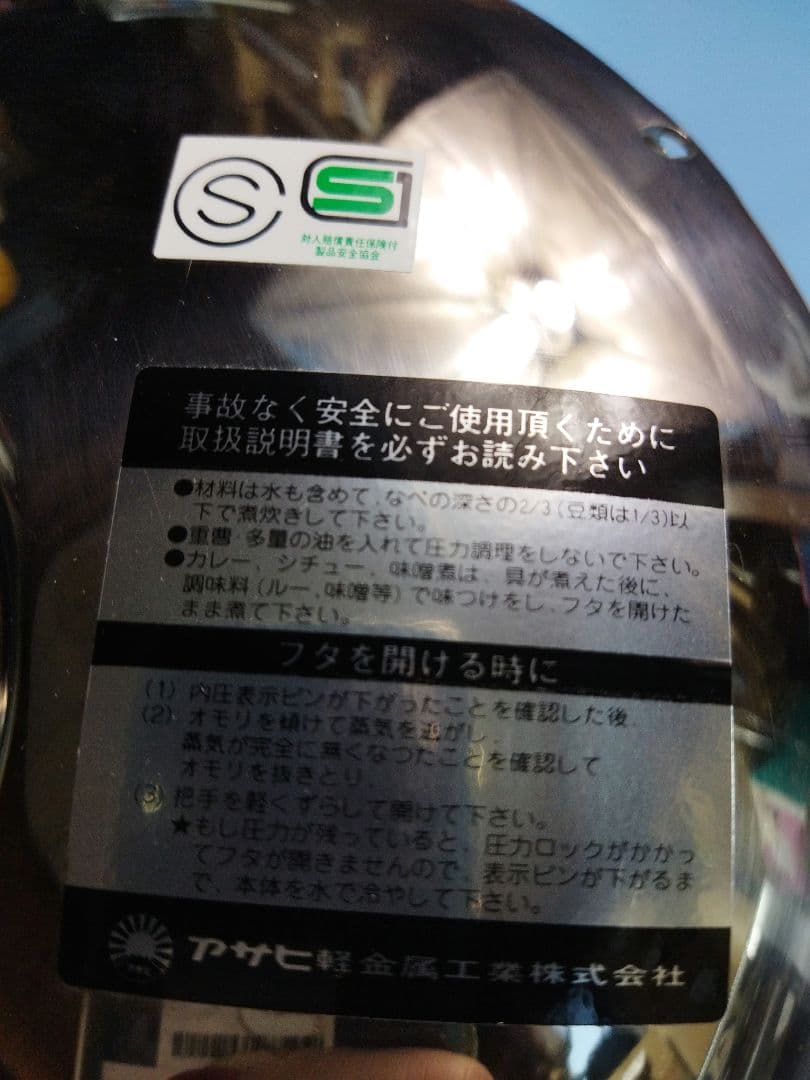 S
S1
対人賠償責任保険付
製品安全協会
事故なく安全にご使用頂くために
取扱説明書を必ずお読み下さい
●材料は水も含めて、なべの深さの2/3(豆類は1/3)以
下で煮炊きして下さい。
●重曹・多量の油を入れて圧力調理をしないで下さい。
●カレー、シチュー、味噌煮は、具が煮えた後に、
調味料(ルー、味噌等)で味つけをし、フタを開けた
まま煮て下さい。
フタを開ける時に
(1) 内圧表示ピンが下がったことを確認した後、
(2) オモリを傾けて蒸気を逃がし、
蒸気が完全に無くなつたことを確認して
オモリを抜きとり、
(3) 把手を軽くずらして開けて下さい。
★もし圧力が残っていると、圧力ロックがかかっ
てフタが開きませんので、表示ピンが下がるま
で、本体を水で冷やして下さい。
アサヒ軽金属工業株式会社